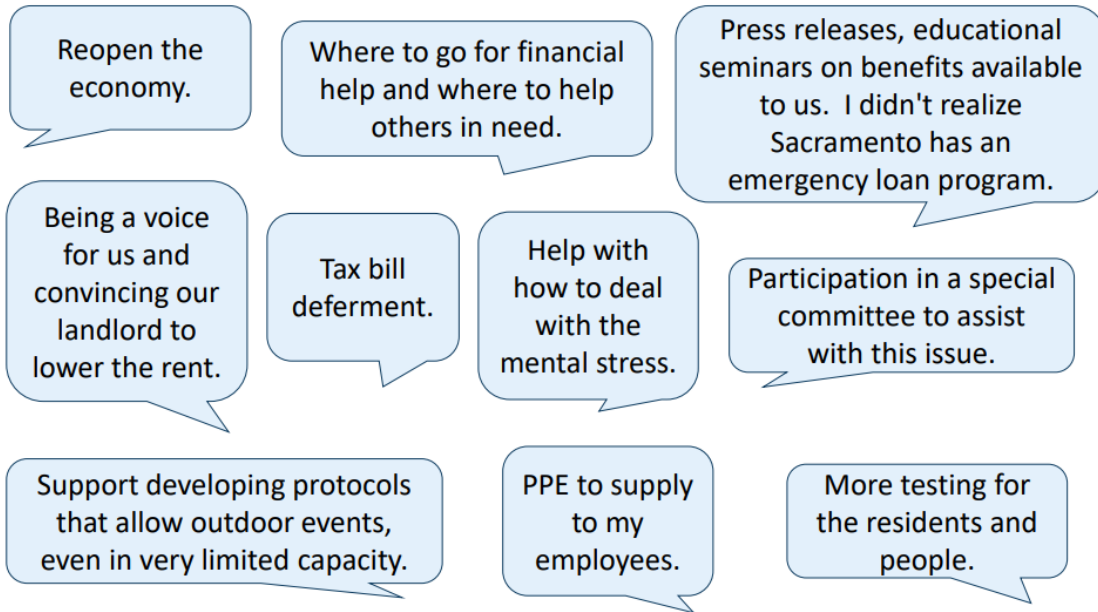 Reopen the
economy.
Where to go for financial
help and where to help
others in need.
Press releases, educational
seminars on benefits available
to us.  I didn't realize
Sacramento has an
emergency loan program.
Being a voice
for us and
convincing our
landlord to
lower the rent.
Tax bill
deferment.
Help with
how to deal
with the
mental stress.
Participation in a special
committee to assist
with this issue.
Support developing protocols
that allow outdoor events,
even in very limited capacity.
PPE to supply
to my
employees.
More testing for
the residents and
people.